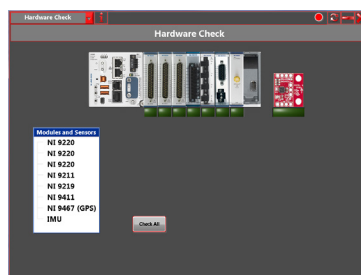 Hardware Check
Hardware Check
Modules and Sensors
NI 9220
NI 9220
NI 9220
NI 9211
NI 9219
NI 9411
NI 9467 (GPS)
IMU
Check All